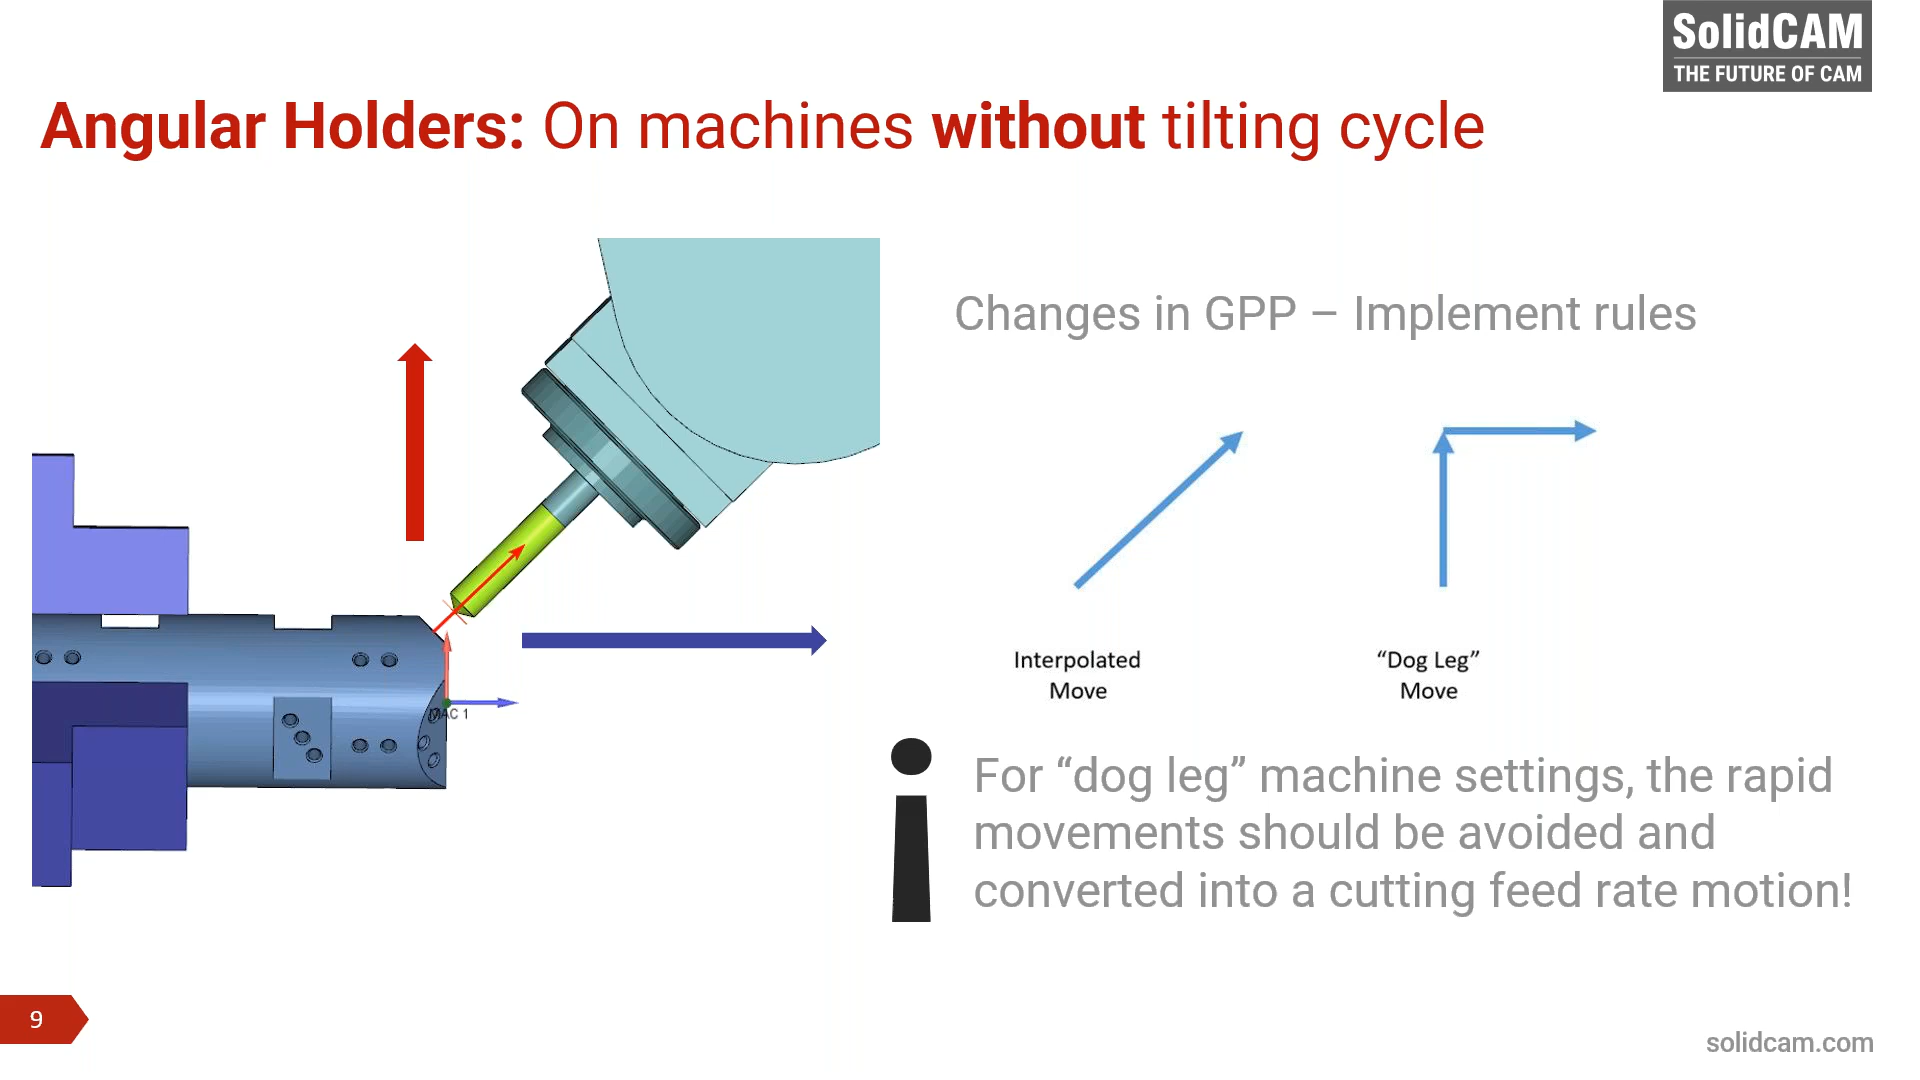 SolidCAM
THE FUTURE OF CAM
Angular Holders: On machines without tilting cycle
Changes in GPP – Implement rules
Interpolated
Move
“Dog Leg”
Move
MAC 1
For “dog leg” machine settings, the rapid
movements should be avoided and
converted into a cutting feed rate motion!
9
solidcam.com